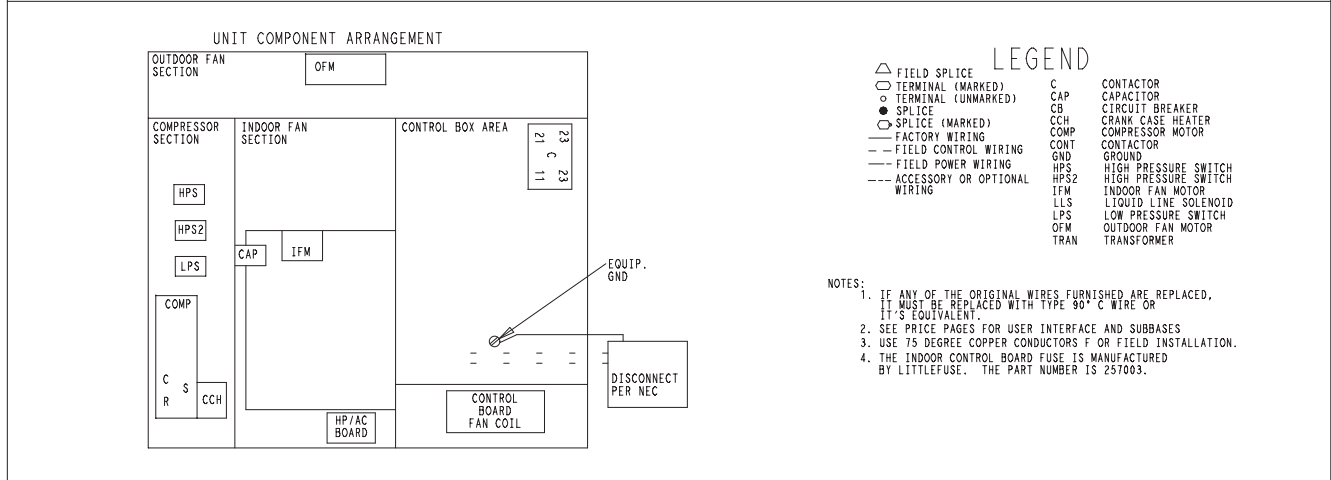 UNIT COMPONENT ARRANGEMENT
OUTDOOR FAN
SECTION
OFM
COMPRESSOR
SECTION
INDOOR FAN
SECTION
CONTROL BOX AREA
21 23
C
11 23
HPS
HPS2
LPS
CAP
IFM
COMP
C
S
R
CCH
HP/AC
BOARD
CONTROL
BOARD
FAN COIL
EQUIP.
GND
DISCONNECT
PER NEC
LEGEND
FIELD SPLICE
TERMINAL (MARKED)
TERMINAL (UNMARKED)
SPLICE
SPLICE (MARKED)
FACTORY WIRING
FIELD CONTROL WIRING
FIELD POWER WIRING
ACCESSORY OR OPTIONAL
WIRING
C CONTACTOR
CAP CAPACITOR
CB CIRCUIT BREAKER
CCH CRANK CASE HEATER
COMP COMPRESSOR MOTOR
CONT CONTACTOR
GND GROUND
HPS HIGH PRESSURE SWITCH
HPS2 HIGH PRESSURE SWITCH
IFM INDOOR FAN MOTOR
LLS LIQUID LINE SOLENOID
LPS LOW PRESSURE SWITCH
OFM OUTDOOR FAN MOTOR
TRAN TRANSFORMER
NOTES:
1. IF ANY OF THE ORIGINAL WIRES FURNISHED ARE REPLACED,
IT MUST BE REPLACED WITH TYPE 90° C WIRE OR
IT'S EQUIVALENT.
2. SEE PRICE PAGES FOR USER INTERFACE AND SUBBASES
3. USE 75 DEGREE COPPER CONDUCTORS F OR FIELD INSTALLATION.
4. THE INDOOR CONTROL BOARD FUSE IS MANUFACTURED
BY LITTLEFUSE. THE PART NUMBER IS 257003.